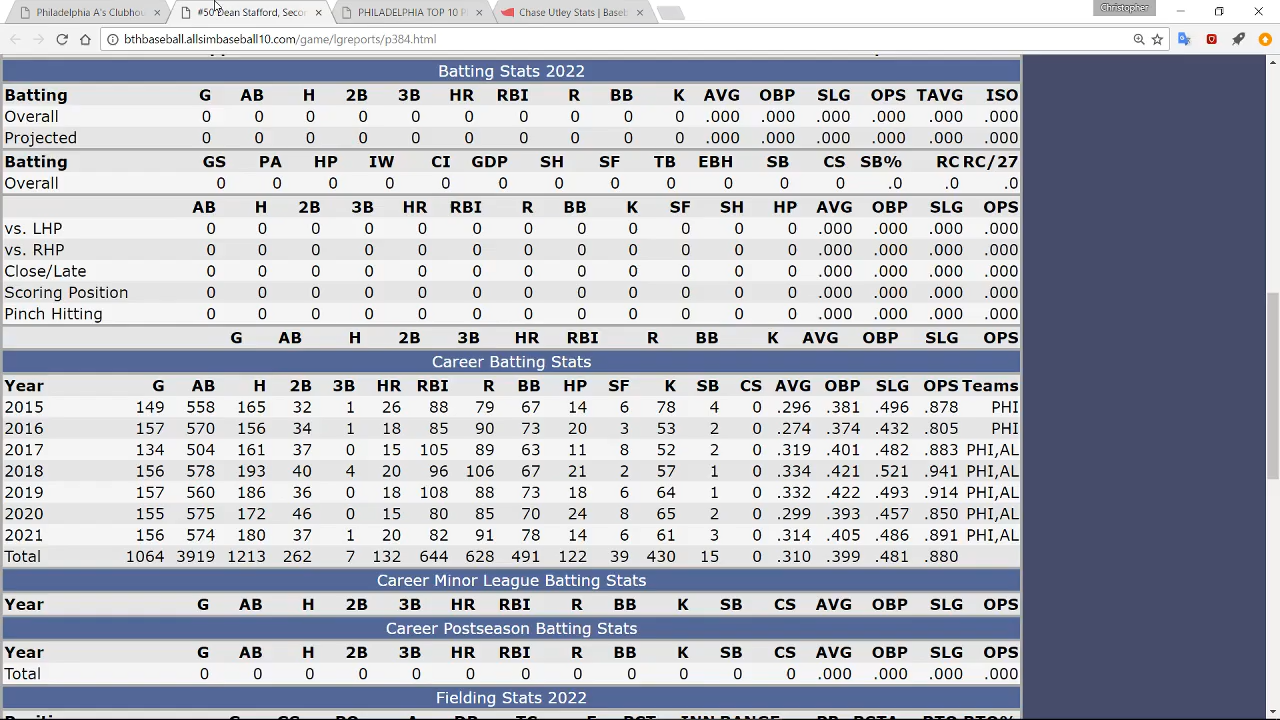 Philadelphia A's Clubho × #50 Dean Stafford, Seco × PHILADELPHIA TOP 10 P × Chase Utley Stats | Baseb × Christopher
bthbaseball.allsimbaseball10.com/game/lgreports/p384.html
Batting Stats 2022
Batting G AB H 2B 3B HR RBI R BB K AVG OBP SLG OPS TAVG ISO
Overall 0 0 0 0 0 0 0 0 0 0 .000 .000 .000 .000 .000 .000
Projected 0 0 0 0 0 0 0 0 0 0 .000 .000 .000 .000 .000 .000
Batting GS PA HP IW CI GDP SH SF TB EBH SB CS SB% RC RC/27
Overall 0 0 0 0 0 0 0 0 0 0 0 0 .0 .0 .0
AB H 2B 3B HR RBI R BB K SF SH HP AVG OBP SLG OPS
vs. LHP 0 0 0 0 0 0 0 0 0 0 0 0 .000 .000 .000 .000
vs. RHP 0 0 0 0 0 0 0 0 0 0 0 0 .000 .000 .000 .000
Close/Late 0 0 0 0 0 0 0 0 0 0 0 0 .000 .000 .000 .000
Scoring Position 0 0 0 0 0 0 0 0 0 0 0 0 .000 .000 .000 .000
Pinch Hitting 0 0 0 0 0 0 0 0 0 0 0 0 .000 .000 .000 .000
G AB H 2B 3B HR RBI R BB K AVG OBP SLG OPS
Career Batting Stats
Year G AB H 2B 3B HR RBI R BB HP SF K SB CS AVG OBP SLG OPS Teams
2015 149 558 165 32 1 26 88 79 67 14 6 78 4 0 .296 .381 .496 .878 PHI
2016 157 570 156 34 1 18 85 90 73 20 3 53 2 0 .274 .374 .432 .805 PHI
2017 134 504 161 37 0 15 105 89 63 11 8 52 2 0 .319 .401 .482 .883 PHI,AL
2018 156 578 193 40 4 20 96 106 67 21 2 57 1 0 .334 .421 .521 .941 PHI,AL
2019 157 560 186 36 0 18 108 88 73 18 6 64 1 0 .332 .422 .493 .914 PHI,AL
2020 155 575 172 46 0 15 80 85 70 24 8 65 2 0 .299 .393 .457 .850 PHI,AL
2021 156 574 180 37 1 20 82 91 78 14 6 61 3 0 .314 .405 .486 .891 PHI,AL
Total 1064 3919 1213 262 7 132 644 628 491 122 39 430 15 0 .310 .399 .481 .880
Career Minor League Batting Stats
Year G AB H 2B 3B HR RBI R BB K SB CS AVG OBP SLG OPS
Career Postseason Batting Stats
Year G AB H 2B 3B HR RBI R BB K SB CS AVG OBP SLG OPS
Total 0 0 0 0 0 0 0 0 0 0 0 0 .000 .000 .000 .000
Fielding Stats 2022